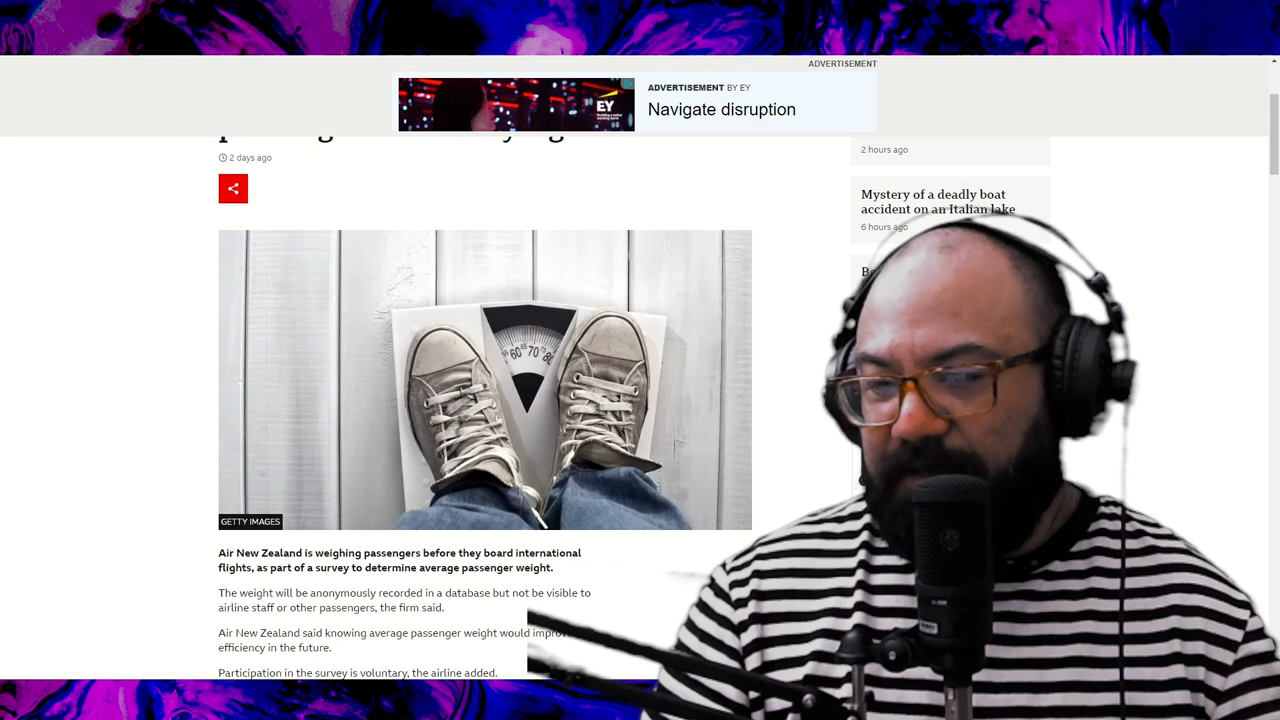 ADVERTISEMENT
EY
ADVERTISEMENT BY EY
Navigate disruption
2 days ago
2 hours ago
Mystery of a deadly boat
accident on an Italian lake
6 hours ago
60 65 70 75 80
GETTY IMAGES
Air New Zealand is weighing passengers before they board international
flights, as part of a survey to determine average passenger weight.
The weight will be anonymously recorded in a database but not be visible to
airline staff or other passengers, the firm said.
Air New Zealand said knowing average passenger weight would
efficiency in the future.
Participation in the survey is voluntary, the airline added.